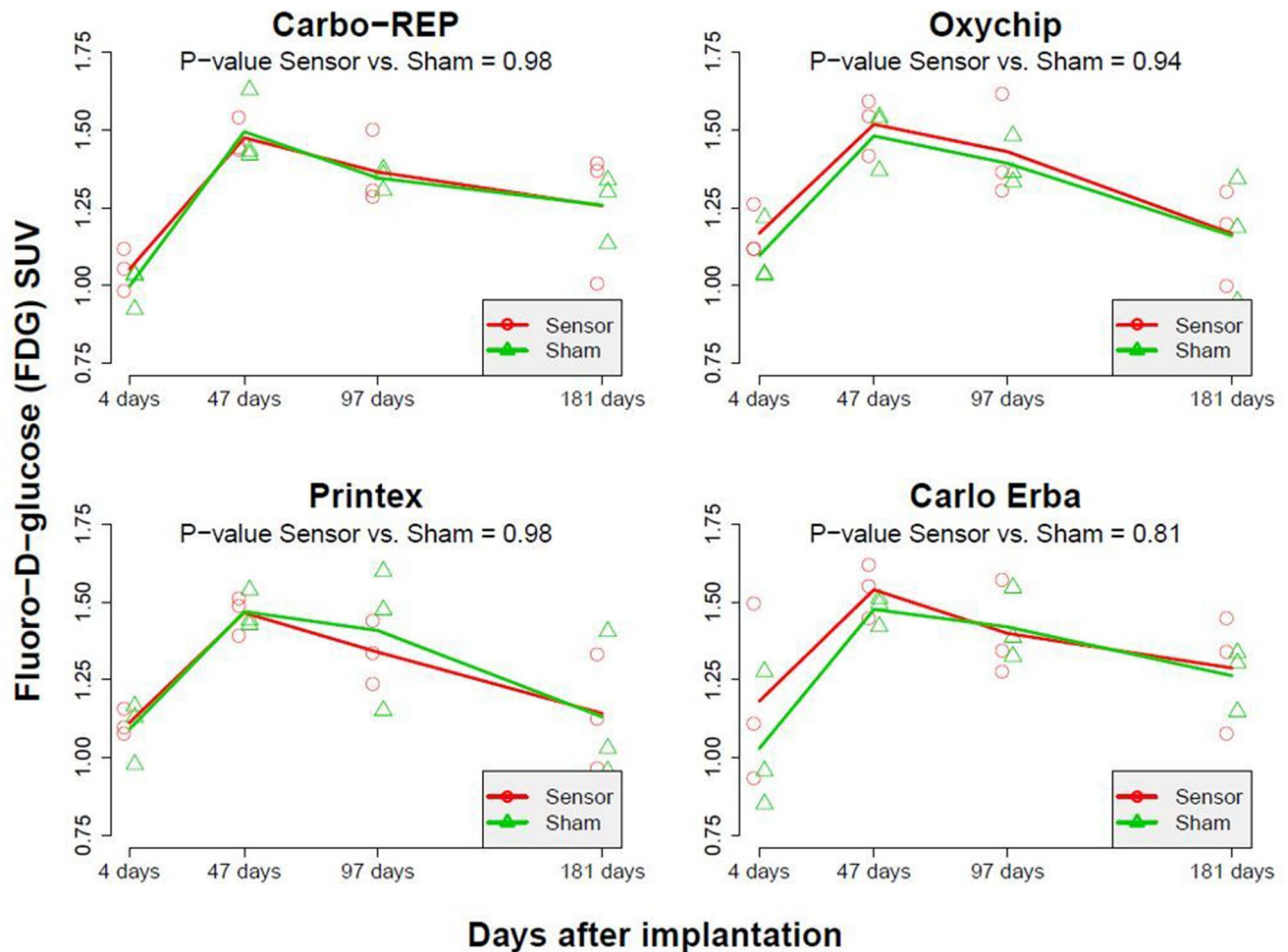 Carbo−REP
P−value Sensor vs. Sham = 0.98
1.75
1.50
1.25
1.00
0.75
Sensor
Sham
4 days 47 days 97 days 181 days
Oxychip
P−value Sensor vs. Sham = 0.94
1.75
1.50
1.25
1.00
0.75
Sensor
Sham
4 days 47 days 97 days 181 days
Fluoro−D−glucose (FDG) SUV
Printex
P−value Sensor vs. Sham = 0.98
1.75
1.50
1.25
1.00
0.75
Sensor
Sham
4 days 47 days 97 days 181 days
Carlo Erba
P−value Sensor vs. Sham = 0.81
1.75
1.50
1.25
1.00
0.75
Sensor
Sham
4 days 47 days 97 days 181 days
Days after implantation